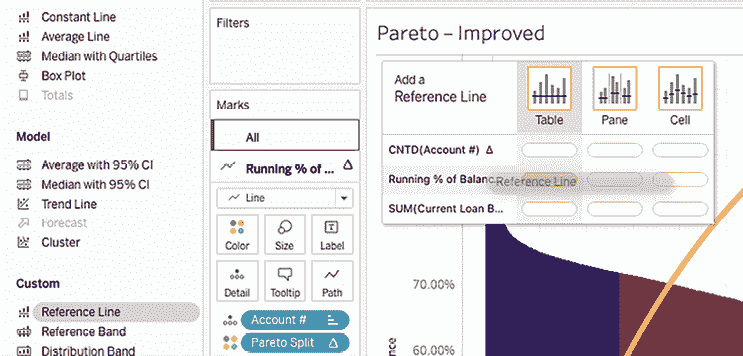 Constant Line
Average Line
Median with Quartiles
Box Plot
Totals
Model
Average with 95% CI
Median with 95% CI
Trend Line
Forecast
Cluster
Custom
Reference Line
Reference Band
Distribution Band
Filters
Marks
All
Running % of ...
Line
Color
Size
Label
Detail
Tooltip
Path
Account #
Pareto Split
Pareto – Improved
Add a
Reference Line
Table
Pane
Cell
CNTD(Account #)
Running % of Balanc
Reference Line
SUM(Current Loan B...
70.00%
60.00%